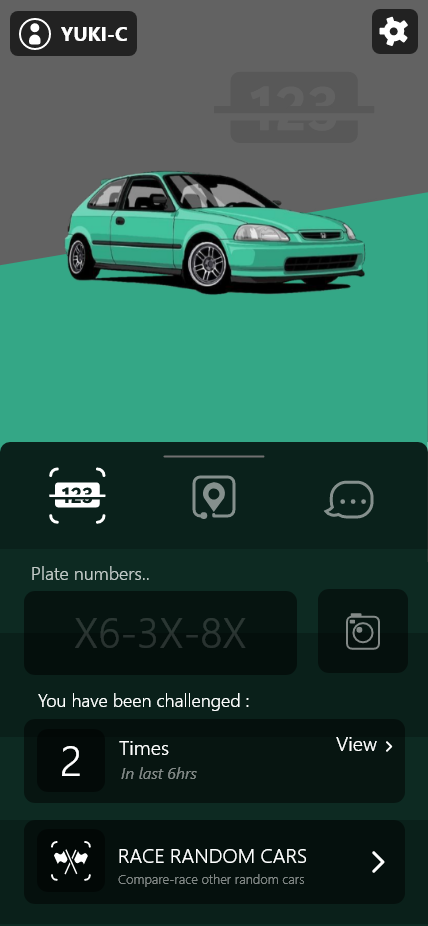 YUKI-C
123
123
Plate numbers..
X6-3X-8X
You have been challenged :
2
Times
View
In last 6hrs
RACE RANDOM CARS
Compare-race other random cars